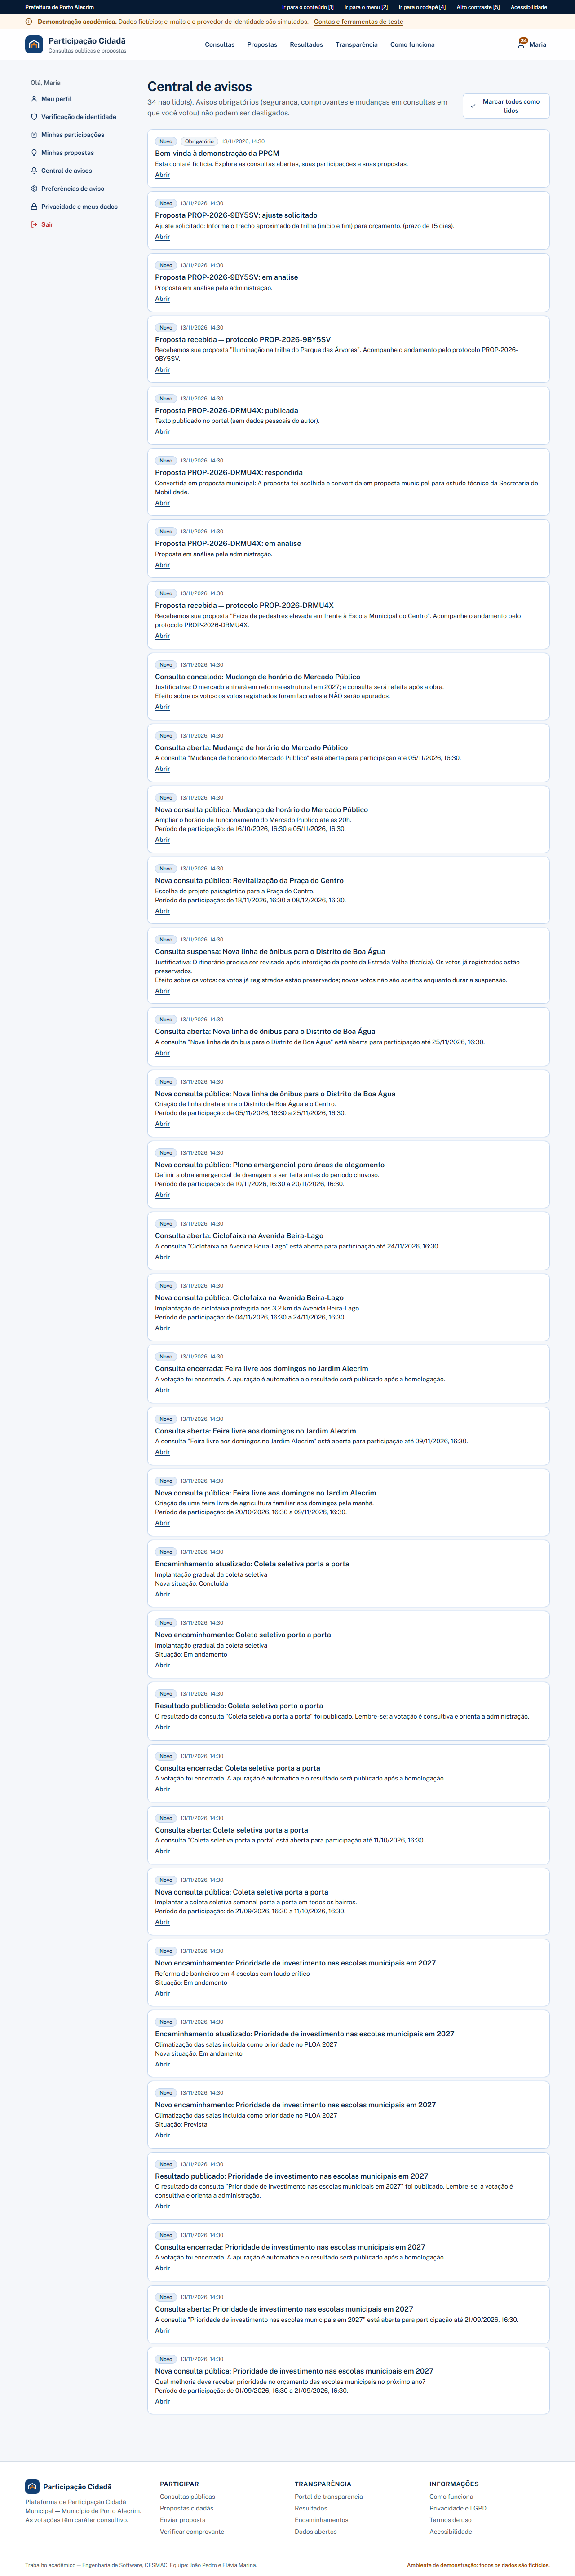 Prefeitura de Porto Alecrim
Ir para o conteúdo [1] Ir para o menu [2] Ir para o rodapé [4] Alto contraste [5] Acessibilidade
Demonstração acadêmica. Dados fictícios; e-mails e o provedor de identidade são simulados. Contas e ferramentas de teste
Participação Cidadã
Consultas públicas e propostas
Consultas Propostas Resultados Transparência Como funciona
34
Maria
Olá, Maria
Meu perfil
Verificação de identidade
Minhas participações
Minhas propostas
Central de avisos
Preferências de aviso
Privacidade e meus dados
Sair
Central de avisos
34 não lido(s). Avisos obrigatórios (segurança, comprovantes e mudanças em consultas em
que você votou) não podem ser desligados.
Marcar todos como
lidos
Novo Obrigatório 13/11/2026, 14:30
Bem-vinda à demonstração da PPCM
Esta conta é fictícia. Explore as consultas abertas, suas participações e suas propostas.
Abrir
Novo 13/11/2026, 14:30
Proposta PROP-2026-9BY5SV: ajuste solicitado
Ajuste solicitado: Informe o trecho aproximado da trilha (início e fim) para orçamento. (prazo de 15 dias).
Abrir
Novo 13/11/2026, 14:30
Proposta PROP-2026-9BY5SV: em analise
Proposta em análise pela administração.
Abrir
Novo 13/11/2026, 14:30
Proposta recebida — protocolo PROP-2026-9BY5SV
Recebemos sua proposta "Iluminação na trilha do Parque das Árvores". Acompanhe o andamento pelo protocolo PROP-2026-
9BY5SV.
Abrir
Novo 13/11/2026, 14:30
Proposta PROP-2026-DRMU4X: publicada
Texto publicado no portal (sem dados pessoais do autor).
Abrir
Novo 13/11/2026, 14:30
Proposta PROP-2026-DRMU4X: respondida
Convertida em proposta municipal: A proposta foi acolhida e convertida em proposta municipal para estudo técnico da Secretaria de
Mobilidade.
Abrir
Novo 13/11/2026, 14:30
Proposta PROP-2026-DRMU4X: em analise
Proposta em análise pela administração.
Abrir
Novo 13/11/2026, 14:30
Proposta recebida — protocolo PROP-2026-DRMU4X
Recebemos sua proposta "Faixa de pedestres elevada em frente à Escola Municipal do Centro". Acompanhe o andamento pelo
protocolo PROP-2026-DRMU4X.
Abrir
Novo 13/11/2026, 14:30
Consulta cancelada: Mudança de horário do Mercado Público
Justificativa: O mercado entrará em reforma estrutural em 2027; a consulta será refeita após a obra.
Efeito sobre os votos: os votos registrados foram lacrados e NÃO serão apurados.
Abrir
Novo 13/11/2026, 14:30
Consulta aberta: Mudança de horário do Mercado Público
A consulta "Mudança de horário do Mercado Público" está aberta para participação até 05/11/2026, 16:30.
Abrir
Novo 13/11/2026, 14:30
Nova consulta pública: Mudança de horário do Mercado Público
Ampliar o horário de funcionamento do Mercado Público até as 20h.
Período de participação: de 16/10/2026, 16:30 a 05/11/2026, 16:30.
Abrir
Novo 13/11/2026, 14:30
Nova consulta pública: Revitalização da Praça do Centro
Escolha do projeto paisagístico para a Praça do Centro.
Período de participação: de 18/11/2026, 16:30 a 08/12/2026, 16:30.
Abrir
Novo 13/11/2026, 14:30
Consulta suspensa: Nova linha de ônibus para o Distrito de Boa Água
Justificativa: O itinerário precisa ser revisado após interdição da ponte da Estrada Velha (fictícia). Os votos já registrados estão
preservados.
Efeito sobre os votos: os votos já registrados estão preservados; novos votos não são aceitos enquanto durar a suspensão.
Abrir
Novo 13/11/2026, 14:30
Consulta aberta: Nova linha de ônibus para o Distrito de Boa Água
A consulta "Nova linha de ônibus para o Distrito de Boa Água" está aberta para participação até 25/11/2026, 16:30.
Abrir
Novo 13/11/2026, 14:30
Nova consulta pública: Nova linha de ônibus para o Distrito de Boa Água
Criação de linha direta entre o Distrito de Boa Água e o Centro.
Período de participação: de 05/11/2026, 16:30 a 25/11/2026, 16:30.
Abrir
Novo 13/11/2026, 14:30
Nova consulta pública: Plano emergencial para áreas de alagamento
Definir a obra emergencial de drenagem a ser feita antes do período chuvoso.
Período de participação: de 10/11/2026, 16:30 a 20/11/2026, 16:30.
Abrir
Novo 13/11/2026, 14:30
Consulta aberta: Ciclofaixa na Avenida Beira-Lago
A consulta "Ciclofaixa na Avenida Beira-Lago" está aberta para participação até 24/11/2026, 16:30.
Abrir
Novo 13/11/2026, 14:30
Nova consulta pública: Ciclofaixa na Avenida Beira-Lago
Implantação de ciclofaixa protegida nos 3,2 km da Avenida Beira-Lago.
Período de participação: de 04/11/2026, 16:30 a 24/11/2026, 16:30.
Abrir
Novo 13/11/2026, 14:30
Consulta encerrada: Feira livre aos domingos no Jardim Alecrim
A votação foi encerrada. A apuração é automática e o resultado será publicado após a homologação.
Abrir
Novo 13/11/2026, 14:30
Consulta aberta: Feira livre aos domingos no Jardim Alecrim
A consulta "Feira livre aos domingos no Jardim Alecrim" está aberta para participação até 09/11/2026, 16:30.
Abrir
Novo 13/11/2026, 14:30
Nova consulta pública: Feira livre aos domingos no Jardim Alecrim
Criação de uma feira livre de agricultura familiar aos domingos pela manhã.
Período de participação: de 20/10/2026, 16:30 a 09/11/2026, 16:30.
Abrir
Novo 13/11/2026, 14:30
Encaminhamento atualizado: Coleta seletiva porta a porta
Implantação gradual da coleta seletiva
Nova situação: Concluída
Abrir
Novo 13/11/2026, 14:30
Novo encaminhamento: Coleta seletiva porta a porta
Implantação gradual da coleta seletiva
Situação: Em andamento
Abrir
Novo 13/11/2026, 14:30
Resultado publicado: Coleta seletiva porta a porta
O resultado da consulta "Coleta seletiva porta a porta" foi publicado. Lembre-se: a votação é consultiva e orienta a administração.
Abrir
Novo 13/11/2026, 14:30
Consulta encerrada: Coleta seletiva porta a porta
A votação foi encerrada. A apuração é automática e o resultado será publicado após a homologação.
Abrir
Novo 13/11/2026, 14:30
Consulta aberta: Coleta seletiva porta a porta
A consulta "Coleta seletiva porta a porta" está aberta para participação até 11/10/2026, 16:30.
Abrir
Novo 13/11/2026, 14:30
Nova consulta pública: Coleta seletiva porta a porta
Implantar a coleta seletiva semanal porta a porta em todos os bairros.
Período de participação: de 21/09/2026, 16:30 a 11/10/2026, 16:30.
Abrir
Novo 13/11/2026, 14:30
Novo encaminhamento: Prioridade de investimento nas escolas municipais em 2027
Reforma de banheiros em 4 escolas com laudo crítico
Situação: Em andamento
Abrir
Novo 13/11/2026, 14:30
Encaminhamento atualizado: Prioridade de investimento nas escolas municipais em 2027
Climatização das salas incluída como prioridade no PLOA 2027
Nova situação: Em andamento
Abrir
Novo 13/11/2026, 14:30
Novo encaminhamento: Prioridade de investimento nas escolas municipais em 2027
Climatização das salas incluída como prioridade no PLOA 2027
Situação: Prevista
Abrir
Novo 13/11/2026, 14:30
Resultado publicado: Prioridade de investimento nas escolas municipais em 2027
O resultado da consulta "Prioridade de investimento nas escolas municipais em 2027" foi publicado. Lembre-se: a votação é
consultiva e orienta a administração.
Abrir
Novo 13/11/2026, 14:30
Consulta encerrada: Prioridade de investimento nas escolas municipais em 2027
A votação foi encerrada. A apuração é automática e o resultado será publicado após a homologação.
Abrir
Novo 13/11/2026, 14:30
Consulta aberta: Prioridade de investimento nas escolas municipais em 2027
A consulta "Prioridade de investimento nas escolas municipais em 2027" está aberta para participação até 21/09/2026, 16:30.
Abrir
Novo 13/11/2026, 14:30
Nova consulta pública: Prioridade de investimento nas escolas municipais em 2027
Qual melhoria deve receber prioridade no orçamento das escolas municipais no próximo ano?
Período de participação: de 01/09/2026, 16:30 a 21/09/2026, 16:30.
Abrir
Participação Cidadã
Plataforma de Participação Cidadã
Municipal — Município de Porto Alecrim.
As votações têm caráter consultivo.
PARTICIPAR
Consultas públicas
Propostas cidadãs
Enviar proposta
Verificar comprovante
TRANSPARÊNCIA
Portal de transparência
Resultados
Encaminhamentos
Dados abertos
INFORMAÇÕES
Como funciona
Privacidade e LGPD
Termos de uso
Acessibilidade
Trabalho acadêmico — Engenharia de Software, CESMAC. Equipe: João Pedro e Flávia Marina.
Ambiente de demonstração: todos os dados são fictícios.